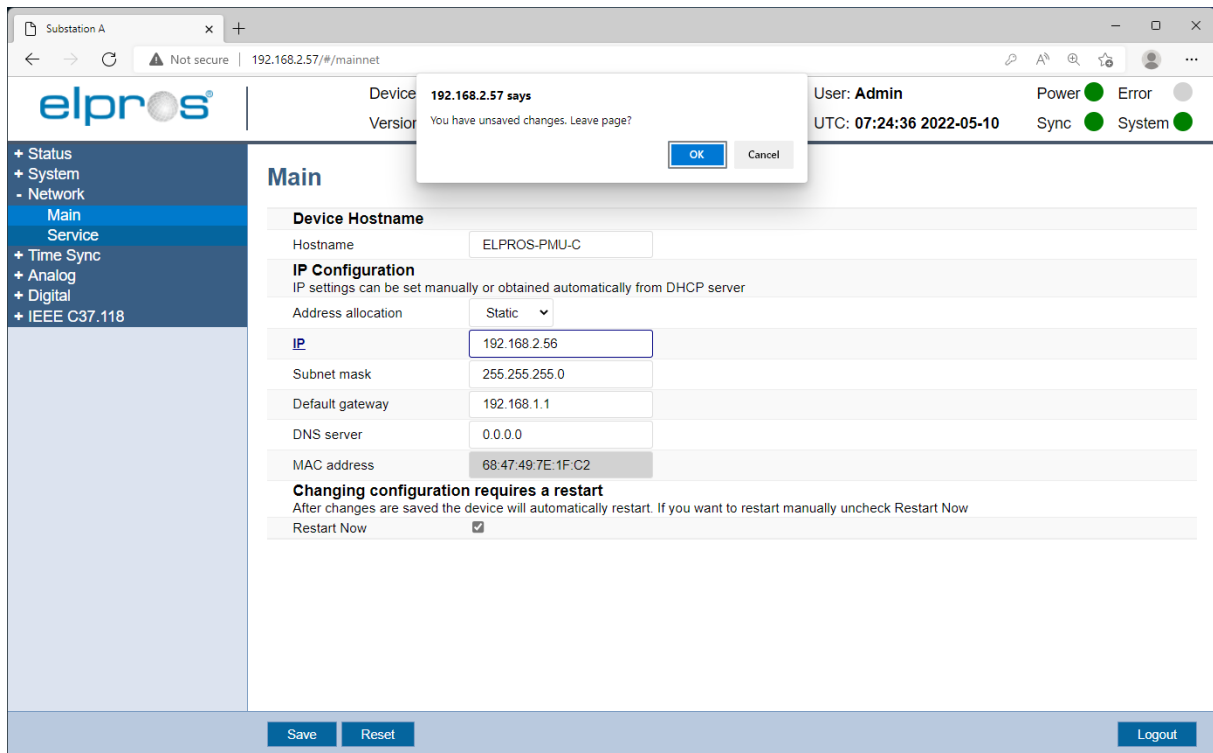 Substation A
Not secure 192.168.2.57/#/mainnet
elpros®
Device
Version
192.168.2.57 says
You have unsaved changes. Leave page?
OK Cancel
User: Admin
UTC: 07:24:36 2022-05-10
Power Error
Sync System
+ Status
+ System
- Network
Main
Service
+ Time Sync
+ Analog
+ Digital
+ IEEE C37.118
Main
Device Hostname
Hostname ELPROS-PMU-C
IP Configuration
IP settings can be set manually or obtained automatically from DHCP server
Address allocation Static
IP 192.168.2.56
Subnet mask 255.255.255.0
Default gateway 192.168.1.1
DNS server 0.0.0.0
MAC address 68:47:49:7E:1F:C2
Changing configuration requires a restart
After changes are saved the device will automatically restart. If you want to restart manually uncheck Restart Now
Restart Now
Save Reset Logout